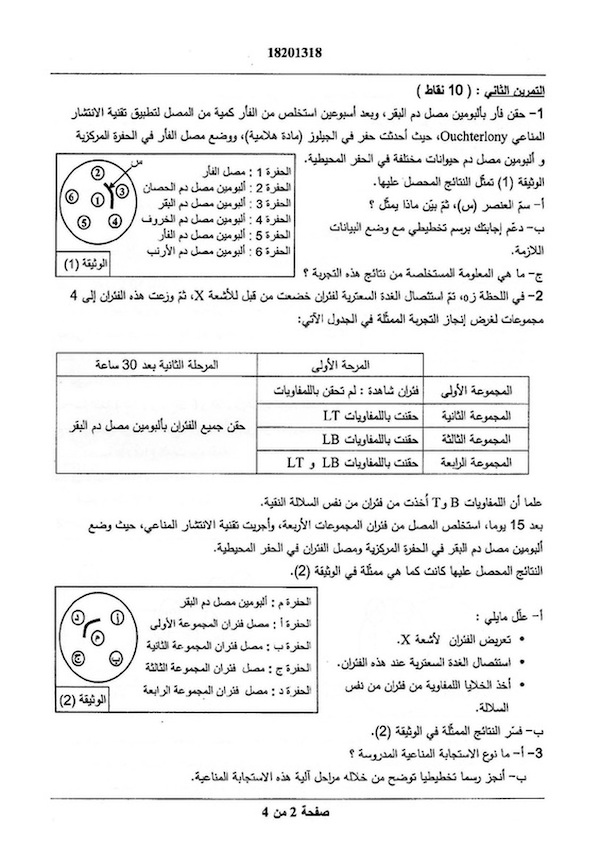 18201318
التمرين الثاني : ( 10 نقاط )
1- حقن فأر بألبومين مصل دم البقر، وبعد أسبوعين استخلص من الفأر كمية من المصل لتطبيق تقنية الانتشار
المناعي Ouchterlony، حيث أحدثت حفر في الجيلوز (مادة هلامية)، ووضع مصل الفأر في الحفرة المركزية
و ألبومين مصل دم حيوانات مختلفة في الحفر المحيطية.
الوثيقة (1) تمثّل النتائج المحصل عليها.
أ- سمّ العنصر (س)، ثمّ بيّن ماذا يمثّل ؟
ب- دعّم إجابتك برسم تخطيطي مع وضع البيانات
اللازمة.
ج- ما هي المعلومة المستخلصة من نتائج هذه التجربة ؟
الحفرة 1 : مصل الفأر
الحفرة 2 : ألبومين مصل دم الحصان
الحفرة 3 : ألبومين مصل دم البقر
الحفرة 4 : ألبومين مصل دم الخروف
الحفرة 5 : ألبومين مصل دم الفأر
الحفرة 6 : ألبومين مصل دم الأرنب
س
2
3
1
6
5
4
الوثيقة (1)
2- في اللحظة ز0، تمّ استئصال الغدة السعترية لفئران خضعت من قبل للأشعة X، ثمّ وزعت هذه الفئران إلى 4
مجموعات لغرض إنجاز التجربة الممثّلة في الجدول الآتي:
المرحة الأولى
المرحلة الثانية بعد 30 ساعة
المجموعة الأولى
فئران شاهدة : لم تحقن باللمفاويات
المجموعة الثانية
حقنت باللمفاويات LT
المجموعة الثالثة
حقنت باللمفاويات LB
المجموعة الرابعة
حقنت باللمفاويات LB و LT
حقن جميع الفئران بألبومين مصل دم البقر
علما أن اللمفاويات B وT أخذت من فئران من نفس السلالة النقية.
بعد 15 يوما، استخلص المصل من فئران المجموعات الأربعة، وأجريت تقنية الانتشار المناعي، حيث وضع
ألبومين مصل دم البقر في الحفرة المركزية ومصل الفئران في الحفر المحيطية.
النتائج المحصل عليها كانت كما هي ممثلة في الوثيقة (2).
أ- علّل مايلي :
• تعريض الفئران لأشعة X.
• استئصال الغدة السعترية عند هذه الفئران.
• أخذ الخلايا اللمفاوية من فئران من نفس
السلالة.
الحفرة م : ألبومين مصل دم البقر
الحفرة أ : مصل فئران المجموعة الأولى
الحفرة ب : مصل فئران المجموعة الثانية
الحفرة ج : مصل فئران المجموعة الثالثة
الحفرة د : مصل فئران المجموعة الرابعة
أ
د
م
ب
ج
الوثيقة (2)
ب- فسّر النتائج الممثّلة في الوثيقة (2).
3- أ- ما نوع الاستجابة المناعية المدروسة ؟
ب- أنجز رسما تخطيطيا توضح من خلاله مراحل آلية هذه الاستجابة المناعية.
صفحة 2 من 4